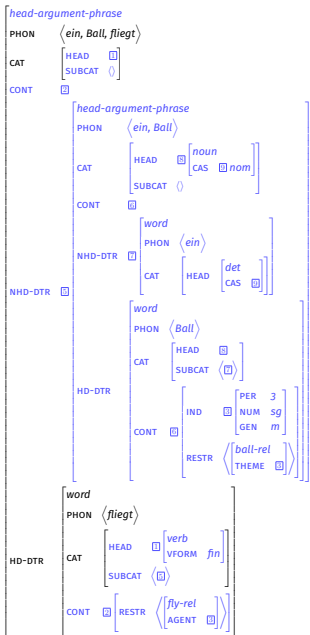 head-argument-phrase
PHON ⟨ein, Ball, fliegt⟩
CAT [HEAD 1
SUBCAT ⟨⟩]
CONT 2
NHD-DTR 5
head-argument-phrase
PHON ⟨ein, Ball⟩
CAT [HEAD 8 [noun
CAS 9 nom]
SUBCAT ⟨⟩]
CONT 6
NHD-DTR 7
word
PHON ⟨ein⟩
CAT [HEAD [det
CAS 9]]
HD-DTR
word
PHON ⟨Ball⟩
CAT [HEAD 8
SUBCAT ⟨7⟩]
CONT 6
IND 3 [PER 3
NUM sg
GEN m]
RESTR ⟨[ball-rel
THEME 3]⟩
HD-DTR
word
PHON ⟨fliegt⟩
CAT [HEAD 1 [verb
VFORM fin]
SUBCAT ⟨5⟩]
CONT 2 [RESTR ⟨[fly-rel
AGENT 3]⟩]